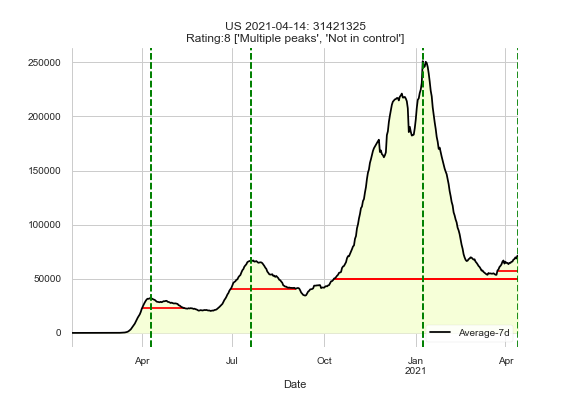 US 2021-04-14: 31421325
Rating:8 ['Multiple peaks', 'Not in control']
250000
200000
150000
100000
50000
0
Average-7d
Apr
Jul
Oct
Jan
2021
Apr
Date